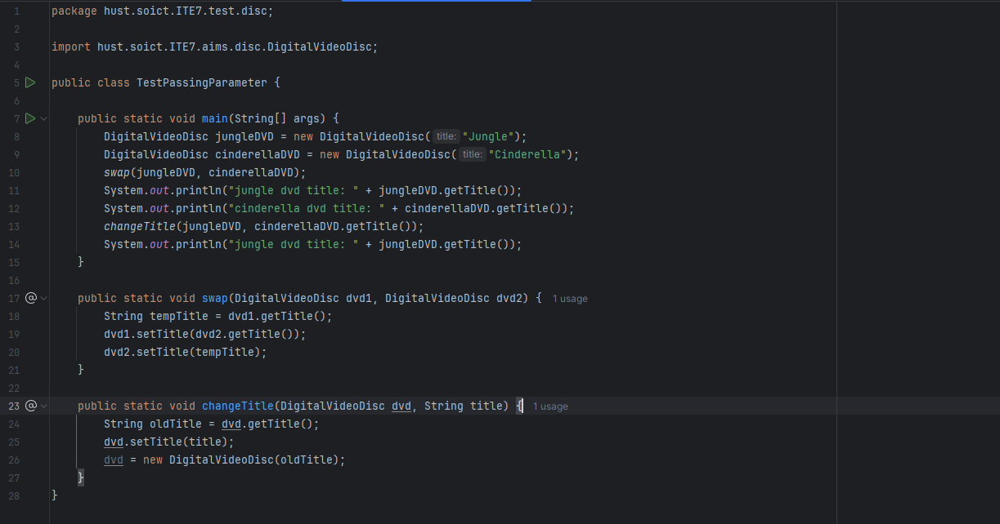 1 package hust.soict.ITE7.test.disc;
2
3 import hust.soict.ITE7.aims.disc.DigitalVideoDisc;
4
5 public class TestPassingParameter {
6
7     public static void main(String[] args) {
8         DigitalVideoDisc jungleDVD = new DigitalVideoDisc( title: "Jungle");
9         DigitalVideoDisc cinderellaDVD = new DigitalVideoDisc( title: "Cinderella");
10         swap(jungleDVD, cinderellaDVD);
11         System.out.println("jungle dvd title: " + jungleDVD.getTitle());
12         System.out.println("cinderella dvd title: " + cinderellaDVD.getTitle());
13         changeTitle(jungleDVD, cinderellaDVD.getTitle());
14         System.out.println("jungle dvd title: " + jungleDVD.getTitle());
15     }
16
17 @     public static void swap(DigitalVideoDisc dvd1, DigitalVideoDisc dvd2) { 1 usage
18         String tempTitle = dvd1.getTitle();
19         dvd1.setTitle(dvd2.getTitle());
20         dvd2.setTitle(tempTitle);
21     }
22
23 @     public static void changeTitle(DigitalVideoDisc dvd, String title) { 1 usage
24         String oldTitle = dvd.getTitle();
25         dvd.setTitle(title);
26         dvd = new DigitalVideoDisc(oldTitle);
27     }
28 }